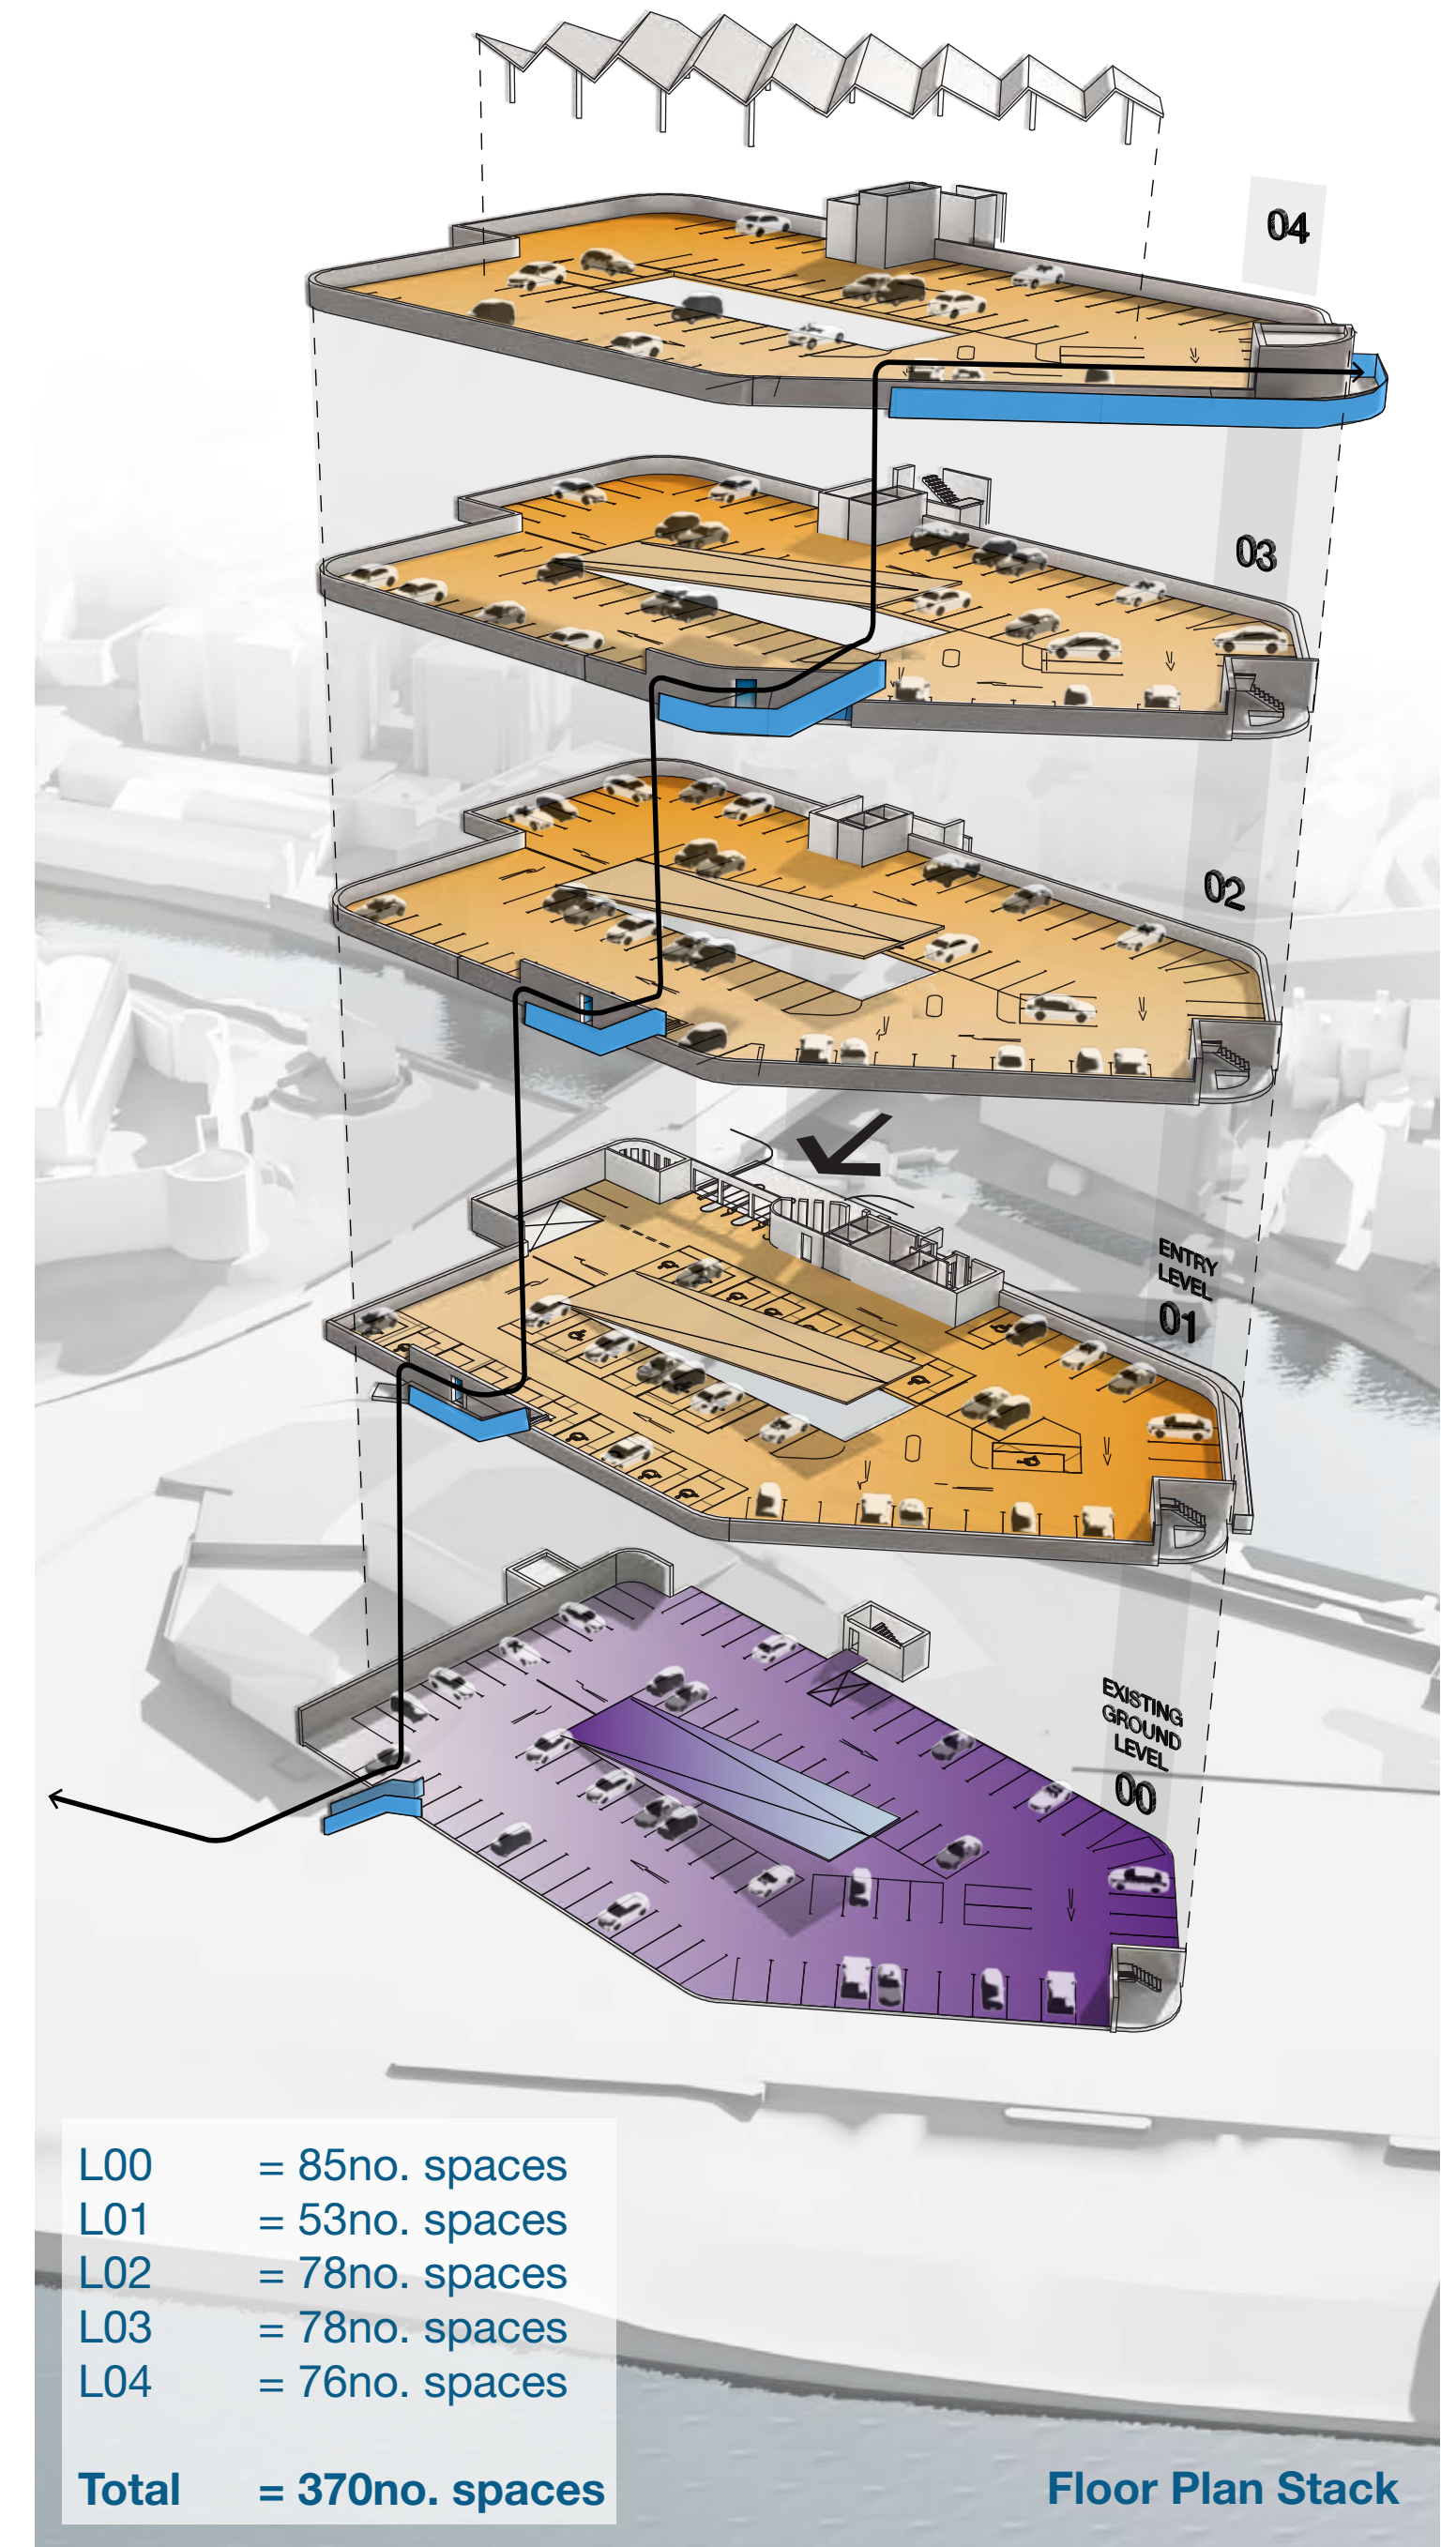 04
03
02
ENTRY
LEVEL
01
EXISTING
GROUND
LEVEL
00
L00 = 85no. spaces
L01 = 53no. spaces
L02 = 78no. spaces
L03 = 78no. spaces
L04 = 76no. spaces
Total = 370no. spaces
Floor Plan Stack